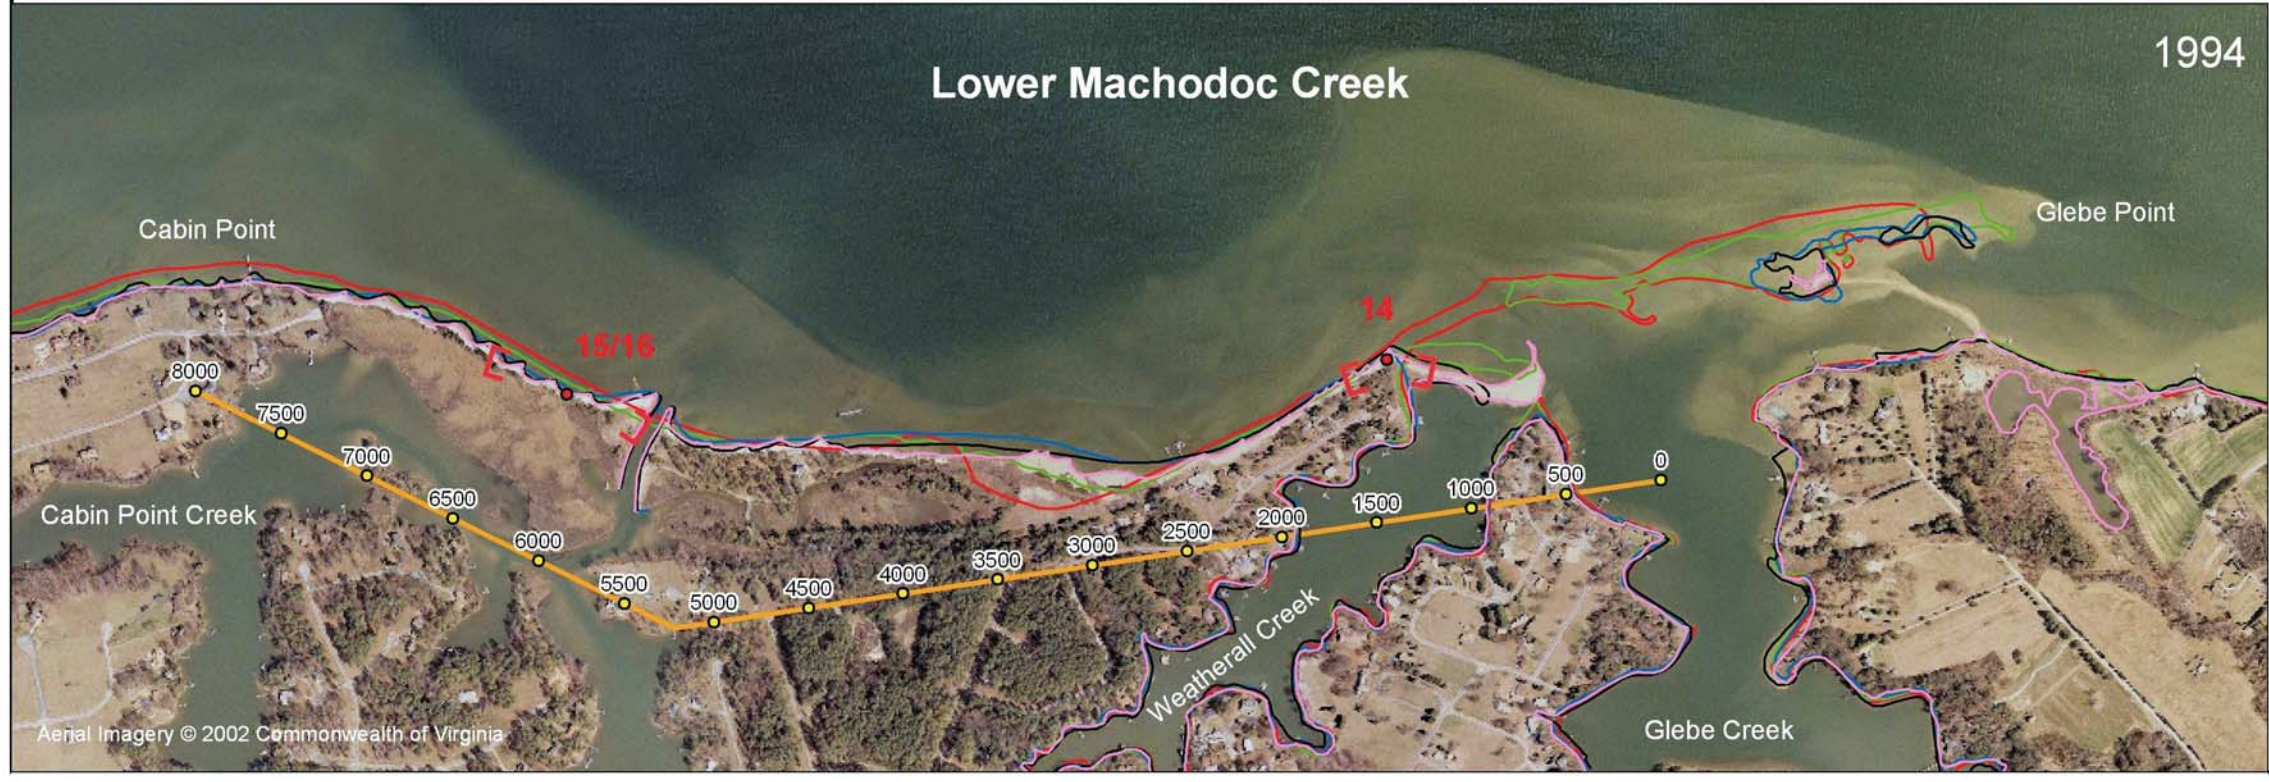 1994
Lower Machodoc Creek
Glebe Point
Cabin Point
14
15/16
8000
7500
7000
6500
6000
5500
5000
4500
4000
3500
3000
2500
2000
1500
1000
500
0
Cabin Point Creek
Weatherall Creek
Glebe Creek
Aerial Imagery © 2002 Commonwealth of Virginia